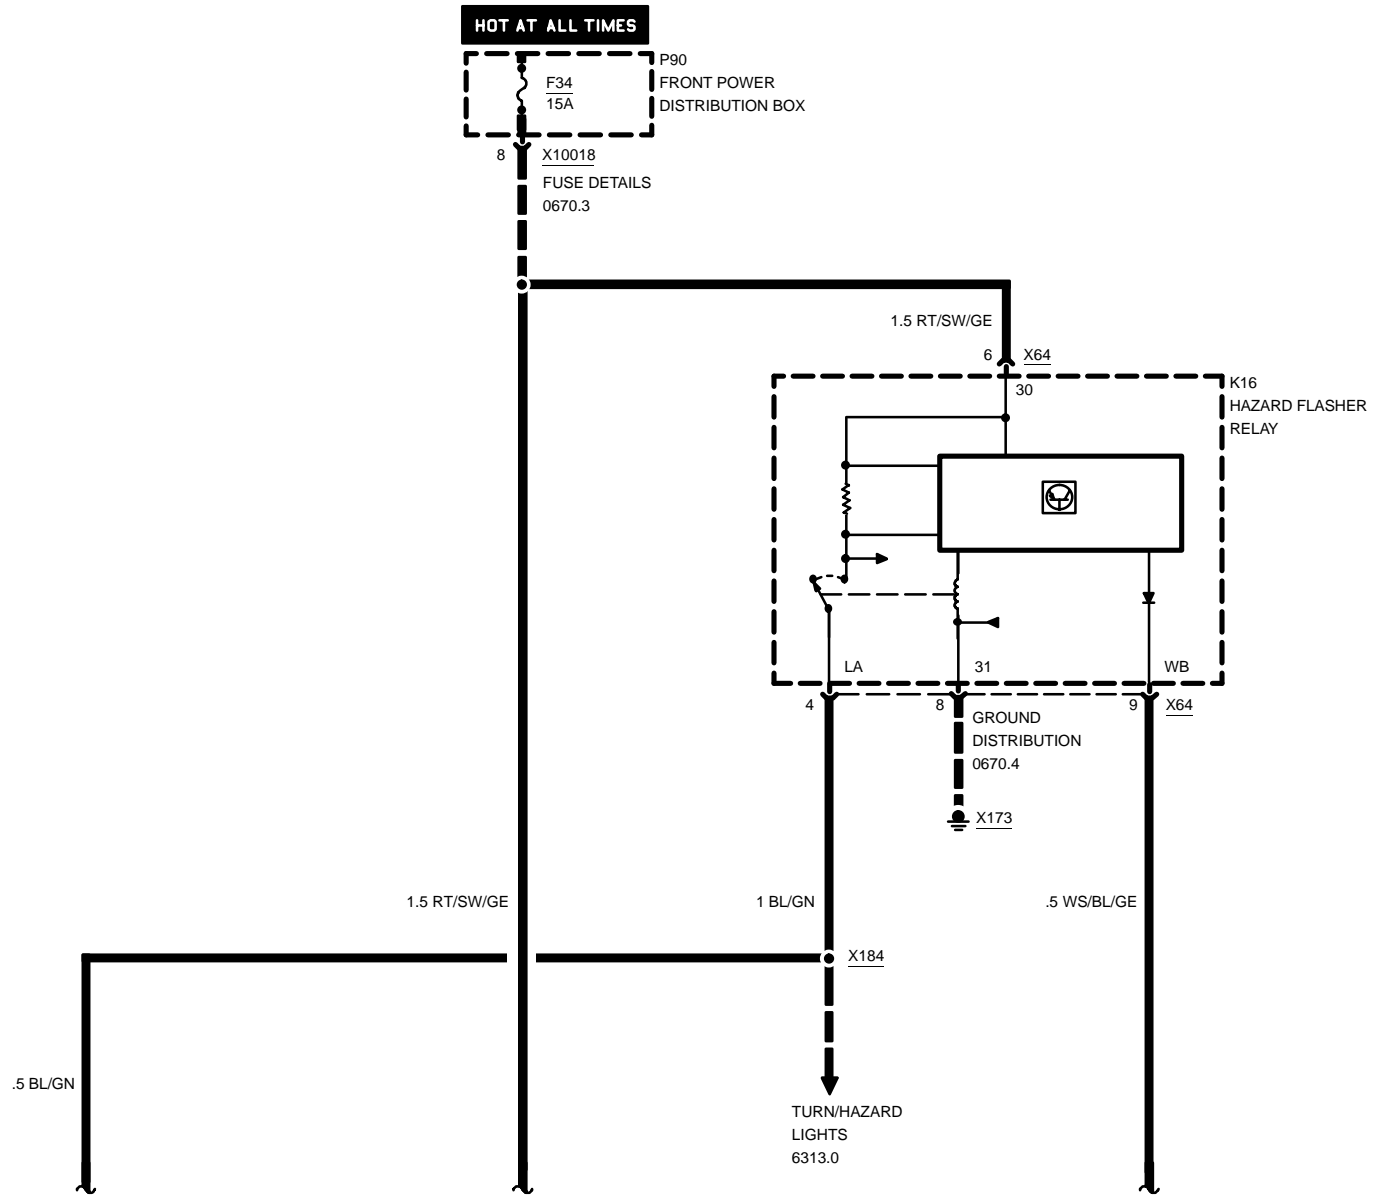 HOT AT ALL TIMES
P90
FRONT POWER
DISTRIBUTION BOX
F34
15A
8
X10018
FUSE DETAILS
0670.3
1.5 RT/SW/GE
6
X64
30
K16
HAZARD FLASHER
RELAY
LA
31
WB
4
8
9
X64
GROUND
DISTRIBUTION
0670.4
X173
1.5 RT/SW/GE
1 BL/GN
.5 WS/BL/GE
X184
.5 BL/GN
TURN/HAZARD
LIGHTS
6313.0